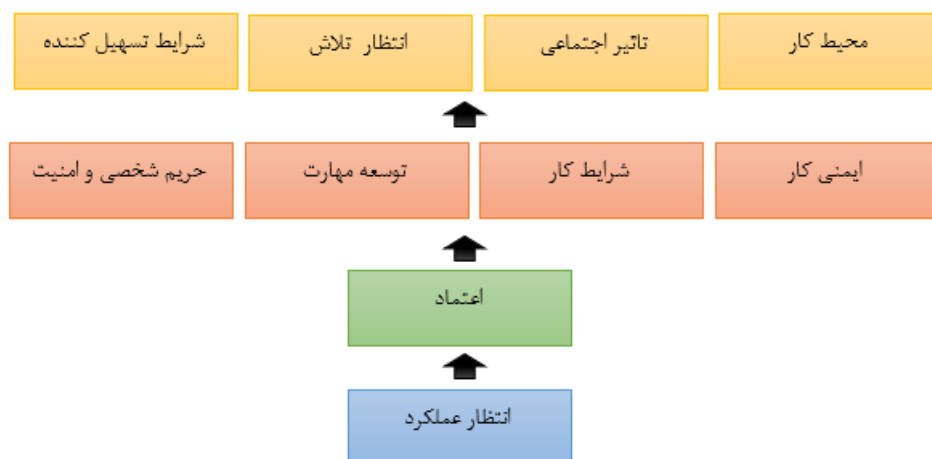 محیط کار
تاثیر اجتماعی
انتظار تلاش
شرایط تسهیل کننده
ایمنی کار
شرایط کار
توسعه مهارت
حریم شخصی و امنیت
اعتماد
انتظار عملکرد